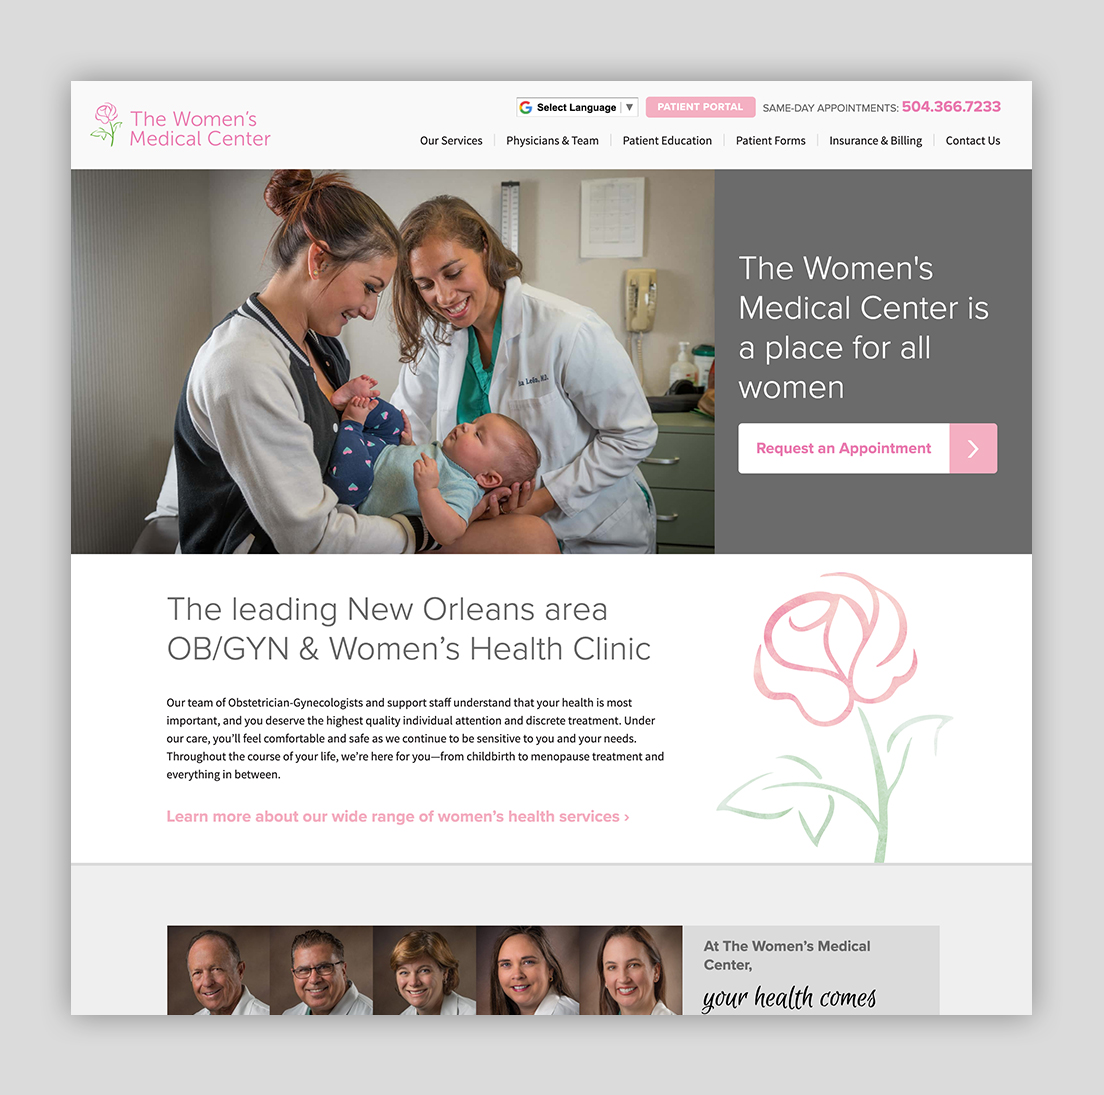 The Women's
Medical Center
Select Language ▼
PATIENT PORTAL
SAME-DAY APPOINTMENTS: 504.366.7233
Our Services
Physicians & Team
Patient Education
Patient Forms
Insurance & Billing
Contact Us
The Women's
Medical Center is
a place for all
women
Request an Appointment
The leading New Orleans area
OB/GYN & Women’s Health Clinic
Our team of Obstetrician-Gynecologists and support staff understand that your health is most
important, and you deserve the highest quality individual attention and discrete treatment. Under
our care, you’ll feel comfortable and safe as we continue to be sensitive to you and your needs.
Throughout the course of your life, we’re here for you—from childbirth to menopause treatment and
everything in between.
Learn more about our wide range of women’s health services ›
At The Women’s Medical
Center,
your health comes